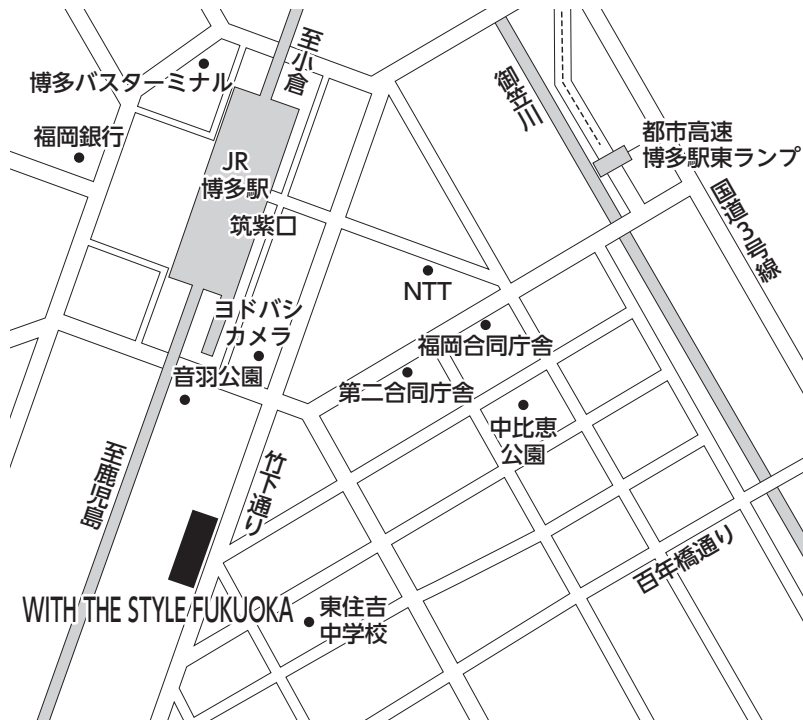 至小倉
博多バスターミナル
御笠川
福岡銀行
都市高速
博多駅東ランプ
JR
博多駅
国道3号線
筑紫口
NTT
ヨドバシ
カメラ
福岡合同庁舎
音羽公園
第二合同庁舎
中比恵
公園
至鹿児島
竹下通り
百年橋通り
WITH THE STYLE FUKUOKA
東住吉
中学校